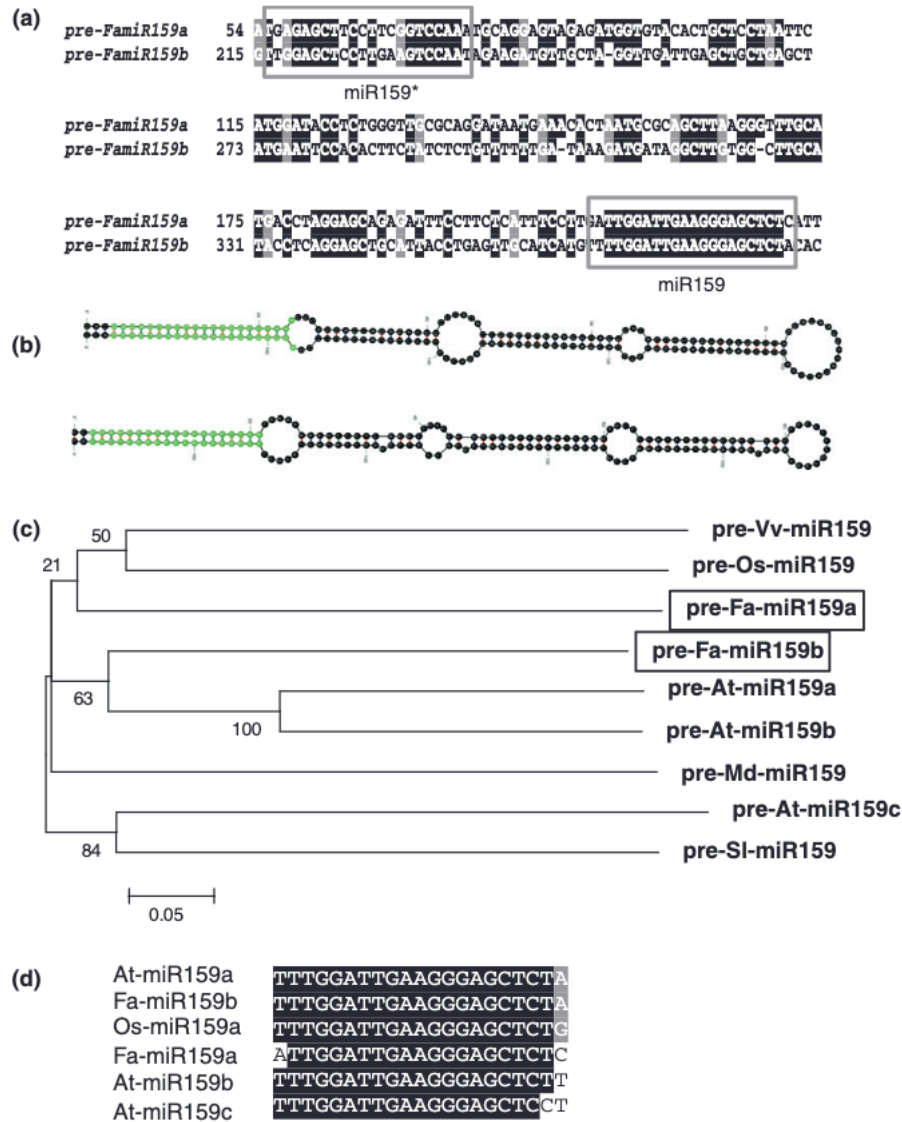 (a)
pre-FamiR159a 54 ATGAGAGCTTCCTTCGGTCCAAATGCAGGAGTAGAGATGGTGTACACTGCTCCTAATTC
pre-FamiR159b 215 GTTGGAGCTCCTTGAAGTCCAATAGAAGATGTTGCTA-GGTTGATTGAGCTGCTGAGCT
miR159*
pre-FamiR159a 115 ATGGATACCTCTGGGTTGCGCAGGATAATGAAACACTAATGCGCAGCTTAAGGGTTTGCA
pre-FamiR159b 273 ATGAATTCCACACTTCTATCTCTGTTTTTTGA-TAAAGATGATAGGCTTGTGG-CTTGCA
pre-FamiR159a 175 TGACCTAGGAGCAGAGATTTCCTTCTCATTTCCTTGATTGGATTGAAGGGAGCTCTCATT
pre-FamiR159b 331 TACCTCAGGAGCTGCATTACCTGAGTTGCATCATGTTTTGGATTGAAGGGAGCTCTACAC
miR159
(b)
(c)
50
pre-Vv-miR159
21
pre-Os-miR159
pre-Fa-miR159a
pre-Fa-miR159b
63
pre-At-miR159a
100
pre-At-miR159b
pre-Md-miR159
pre-At-miR159c
84
pre-Sl-miR159
0.05
(d)
At-miR159a TTTGGATTGAAGGGAGCTCTA
Fa-miR159b TTTGGATTGAAGGGAGCTCTA
Os-miR159a TTTGGATTGAAGGGAGCTCTG
Fa-miR159a ATTGGATTGAAGGGAGCTCTC
At-miR159b TTTGGATTGAAGGGAGCTCTT
At-miR159c TTTGGATTGAAGGGAGCTCCT